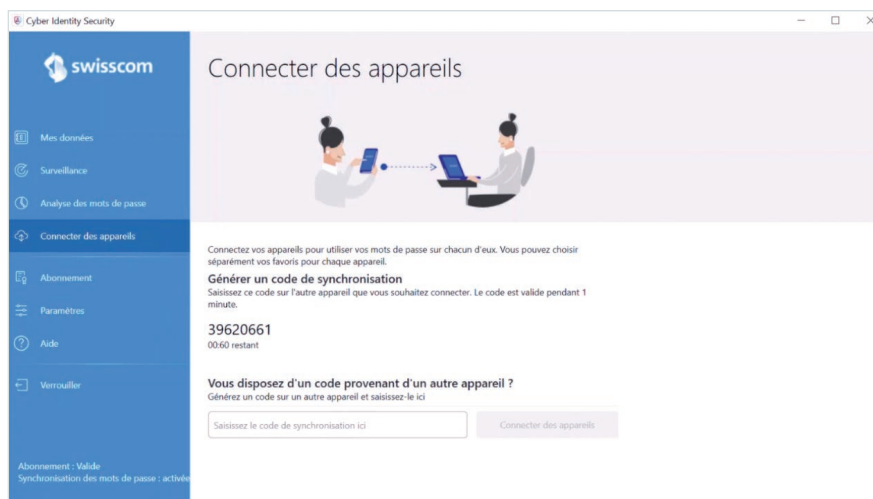 Cyber Identity Security
swisscom
Mes données
Surveillance
Analyse des mots de passe
Connecter des appareils
Abonnement
Paramètres
Aide
Verrouiller
Abonnement : Valide
Synchronisation des mots de passe : activée
Connecter des appareils
Connectez vos appareils pour utiliser vos mots de passe sur chacun d'eux. Vous pouvez choisir
séparément vos favoris pour chaque appareil.
Générer un code de synchronisation
Saisissez ce code sur l'autre appareil que vous souhaitez connecter. Le code est valide pendant 1
minute.
39620661
00:60 restant
Vous disposez d'un code provenant d'un autre appareil ?
Générez un code sur un autre appareil et saisissez-le ici
Saisissez le code de synchronisation ici
Connecter des appareils